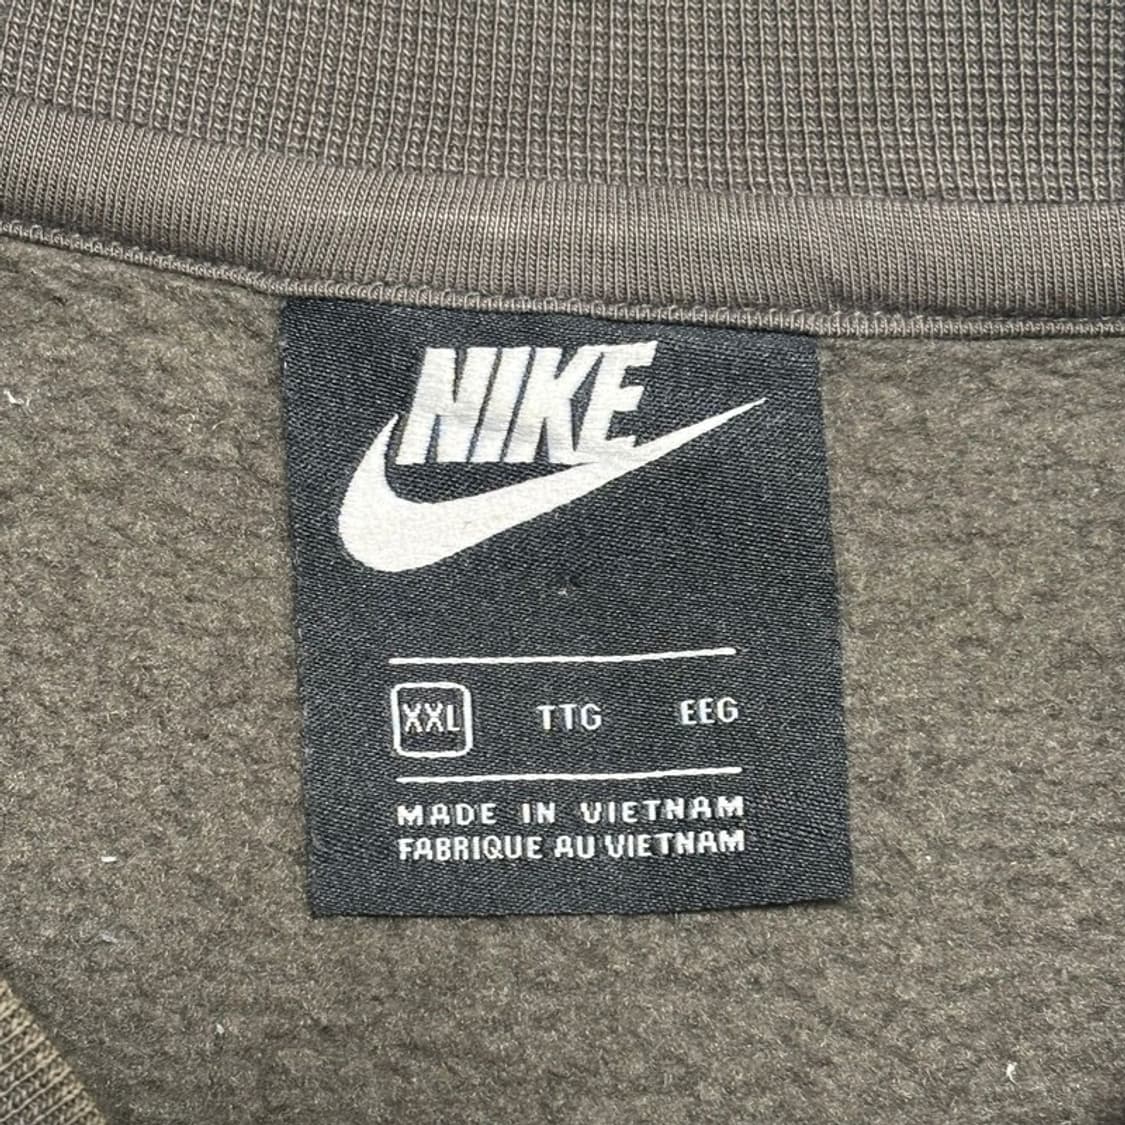 NIKE
XXL TTG EEG
MADE IN VIETNAM
FABRIQUE AU VIETNAM